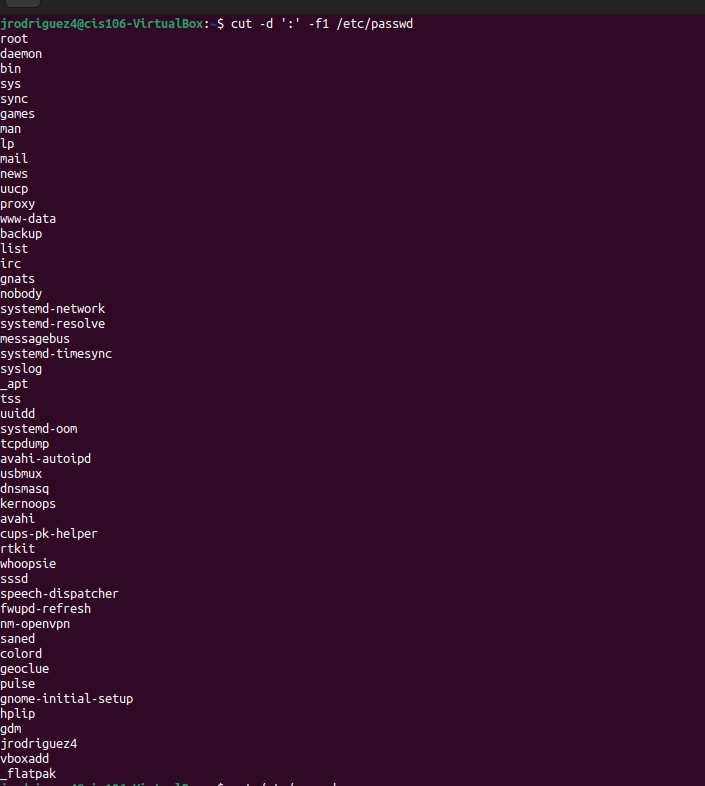 jrodriguez4@cis106-VirtualBox:~$ cut -d ':' -f1 /etc/passwd
root
daemon
bin
sys
sync
games
man
lp
mail
news
uucp
proxy
www-data
backup
list
irc
gnats
nobody
systemd-network
systemd-resolve
messagebus
systemd-timesync
syslog
_apt
tss
uuidd
systemd-oom
tcpdump
avahi-autoipd
usbmux
dnsmasq
kernoops
avahi
cups-pk-helper
rtkit
whoopsie
sssd
speech-dispatcher
fwupd-refresh
nm-openvpn
saned
colord
geoclue
pulse
gnome-initial-setup
hplip
gdm
jrodriguez4
vboxadd
_flatpak
jrodriguez4@cis106-VirtualBox:~$